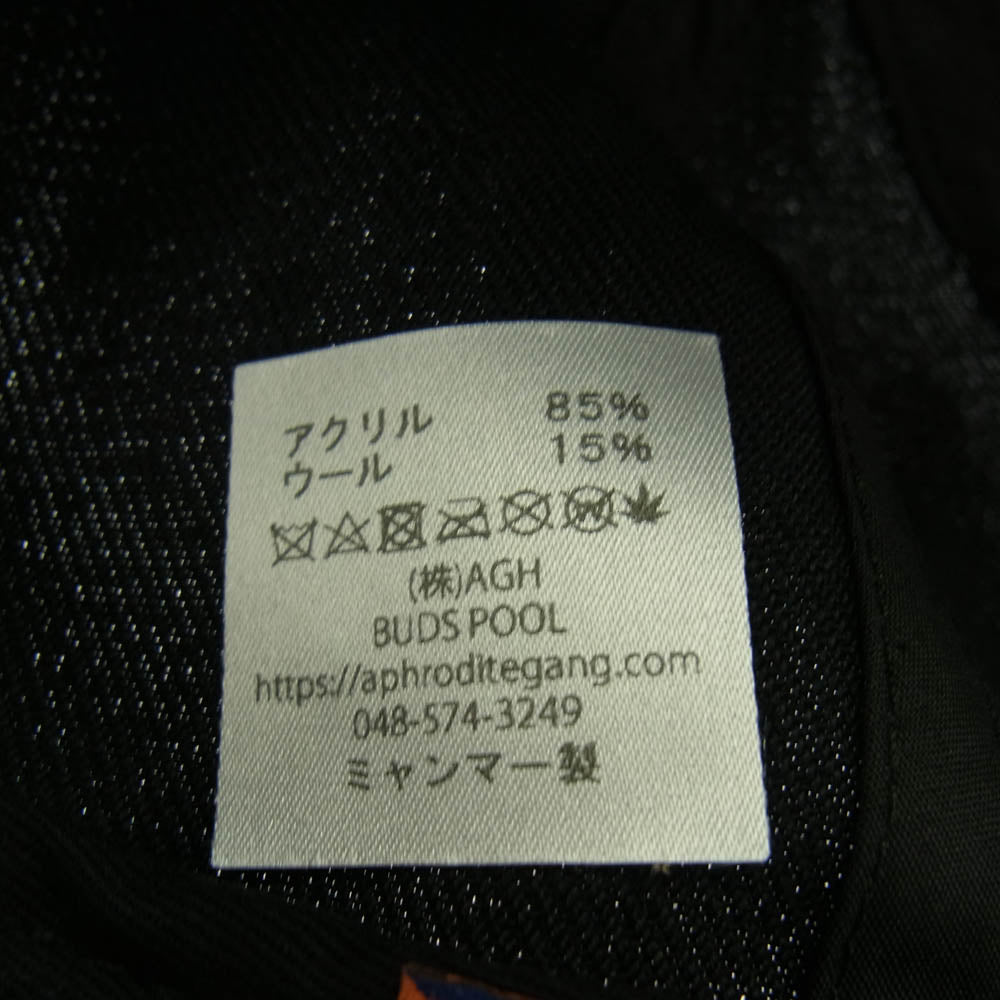 アクリル 85%
ウール 15%
(株)AGH
BUDS POOL
https://aphroditegang.com
048-574-3249
ミャンマー製